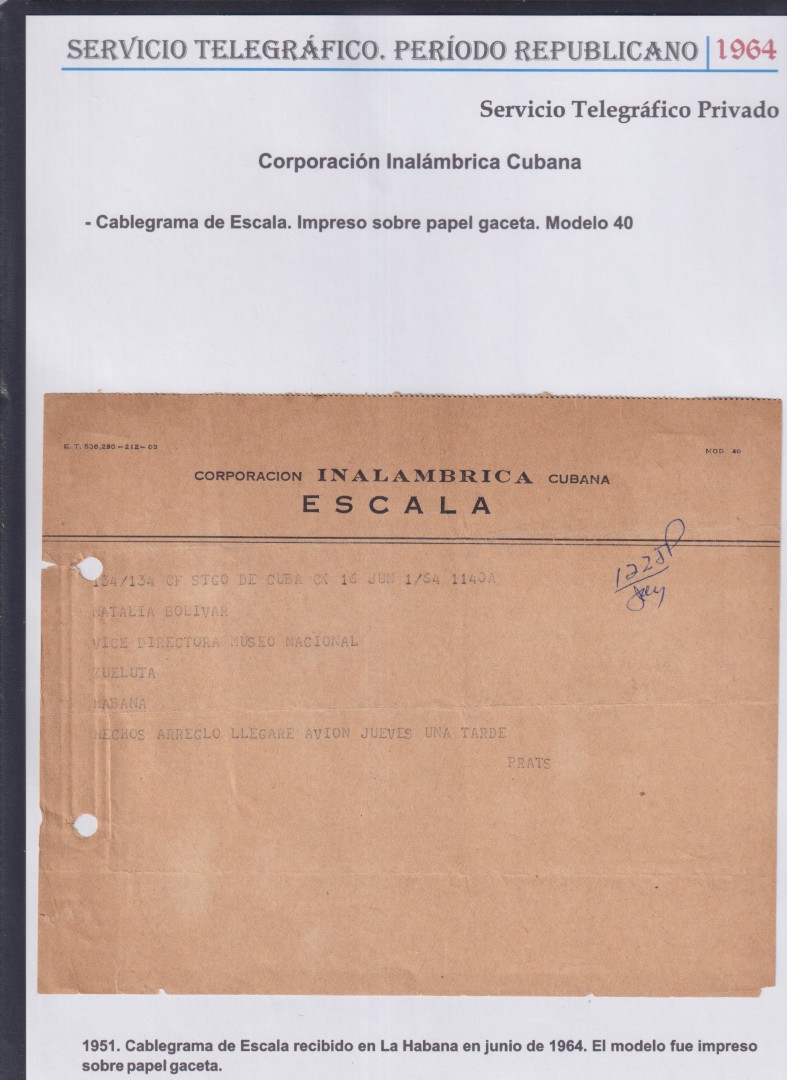 SERVICIO TELEGRÁFICO. PERÍODO REPUBLICANO 1964
Servicio Telegráfico Privado
Corporación Inalámbrica Cubana
- Cablegrama de Escala. Impreso sobre papel gaceta. Modelo 40
E. T. 536,290-212-03
MOD. 40
CORPORACION INALAMBRICA CUBANA
ESCALA
134/134 CF STGO DE CUBA CK 16 JUN 1/64 1140A
1225P
NATALIA BOLIVAR
VICE DIRECTORA MUSEO NACIONAL
ZUELUTA
HABANA
HECHOS ARREGLO LLEGARE AVION JUEVES UNA TARDE
PRATS
1951. Cablegrama de Escala recibido en La Habana en junio de 1964. El modelo fue impreso
sobre papel gaceta.